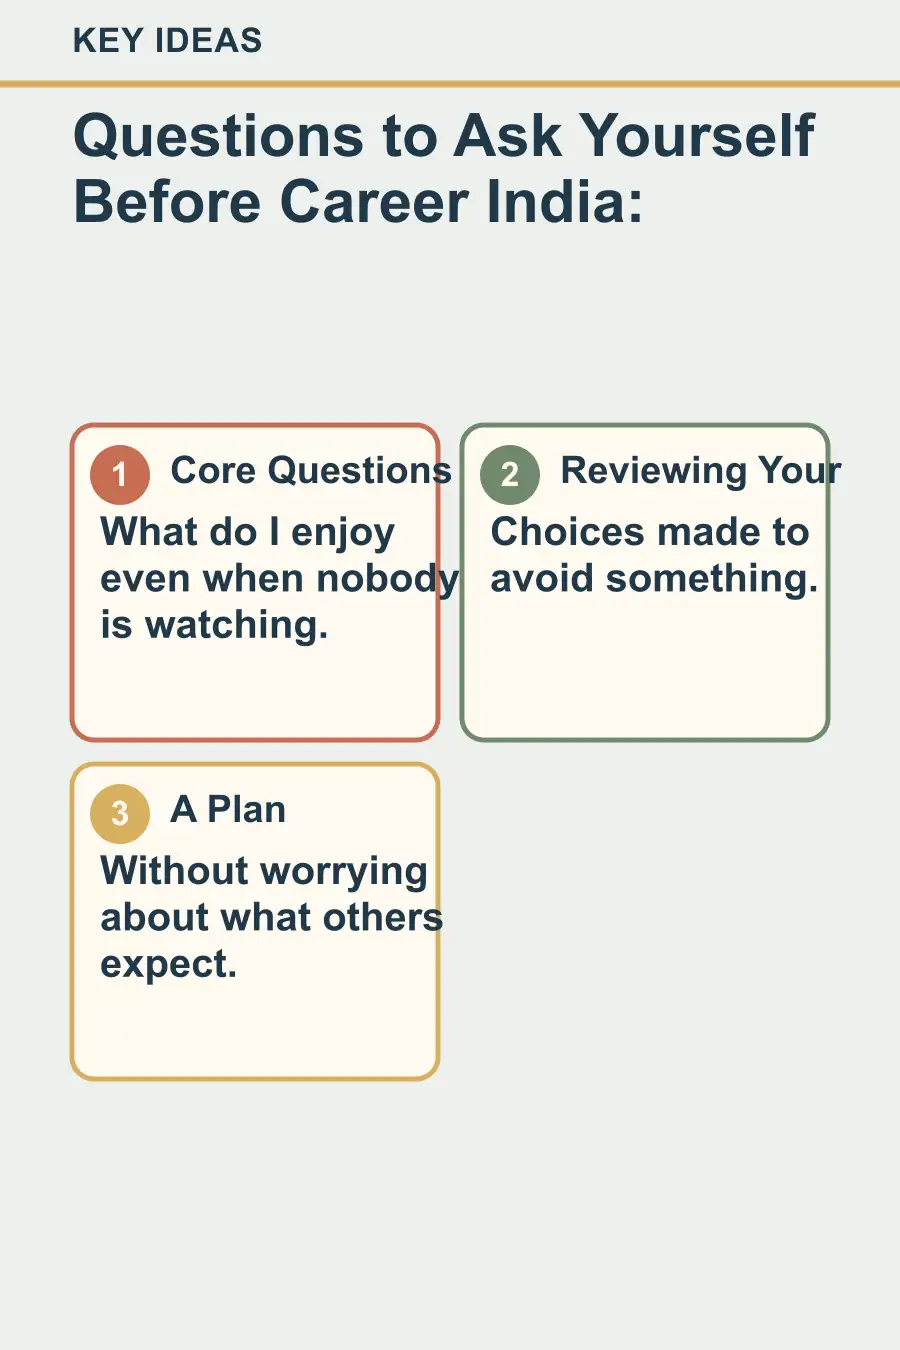 KEY IDEAS
Questions to Ask Yourself
Before Career India:
1
Core Questions
What do I enjoy
even when nobody
is watching.
2
Reviewing Your
Choices made to
avoid something.
3
A Plan
Without worrying
about what others
expect.